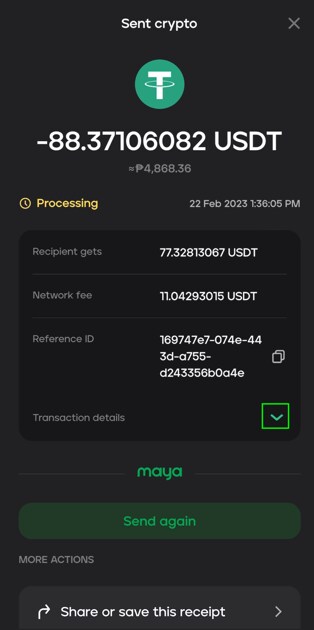 Sent crypto
-88.37106082 USDT
≈₱4,868.36
Processing 22 Feb 2023 1:36:05 PM
Recipient gets 77.32813067 USDT
Network fee 11.04293015 USDT
Reference ID 169747e7-074e-44
3d-a755-
d243356b0a4e
Transaction details
maya
Send again
MORE ACTIONS
Share or save this receipt